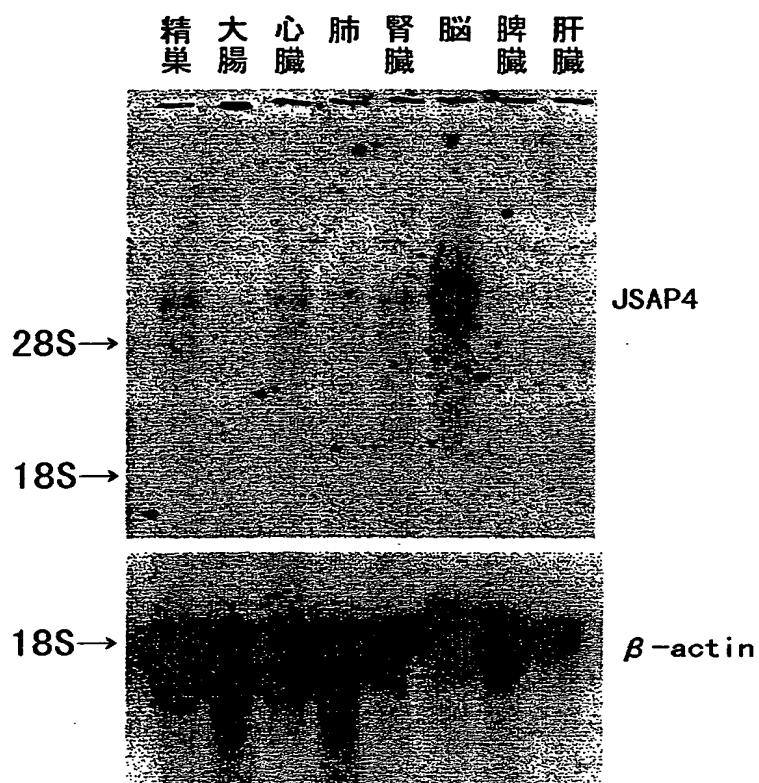 精巣 大腸 心臓 肺 腎臓 脳 脾臓 肝臓
JSAP4
28S→
18S→
18S→
β-actin